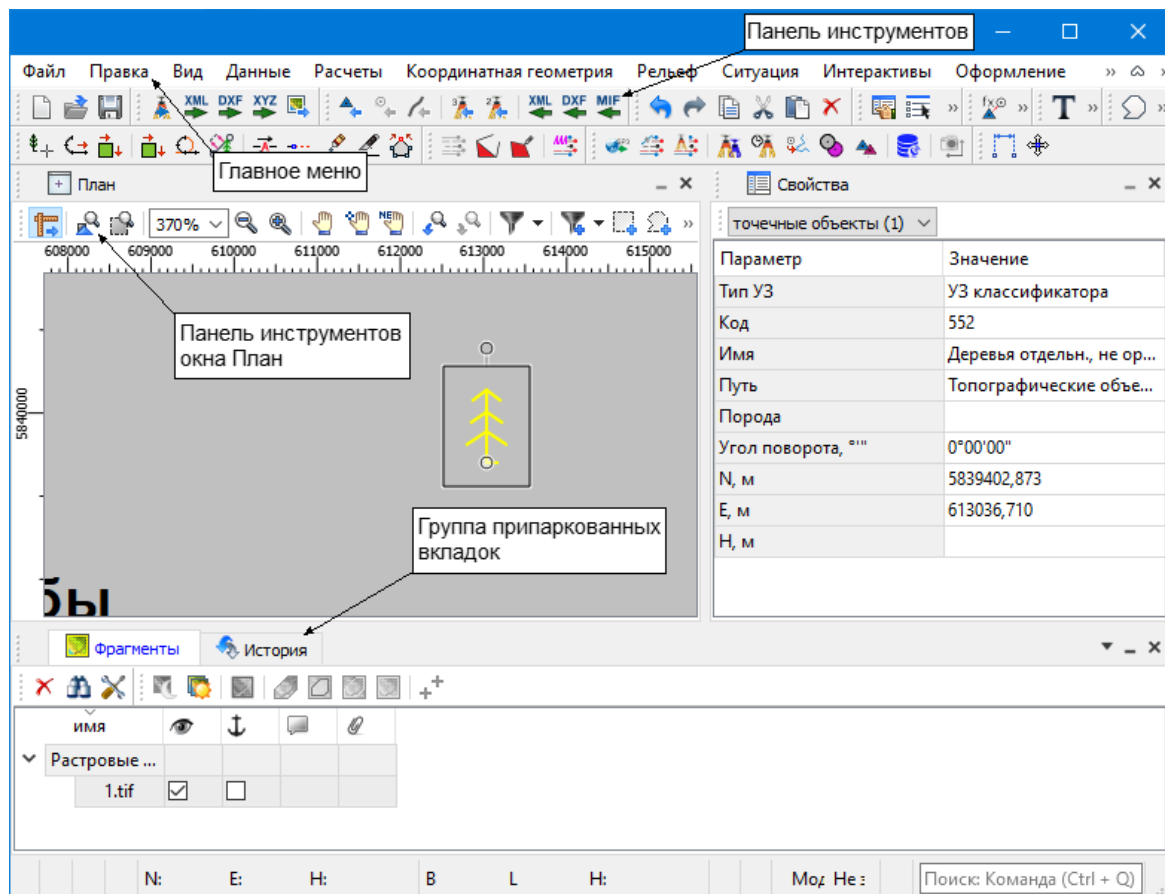 Панель инструментов
Файл Правка Вид Данные Расчеты Координатная геометрия Рельеф Ситуация Интерактивы Оформление »
XML DXF XYZ XML DXF MIF » f(x) » T » »
Главное меню
План
Свойства
370% NE »
точечные объекты (1)
608000 609000 610000 611000 612000 613000 614000 615000
Параметр Значение
Тип УЗ УЗ классификатора
Код 552
Имя Деревья отдельн., не ор...
Путь Топографические объе...
Порода
Угол поворота, °'" 0°00'00"
N, м 5839402,873
E, м 613036,710
H, м
Панель инструментов
окна План
5840000
Группа припаркованных
вкладок
бы
Фрагменты История
имя
Растровые ...
1.tif
N: E: H: B L H: Мод Не з Поиск: Команда (Ctrl + Q)